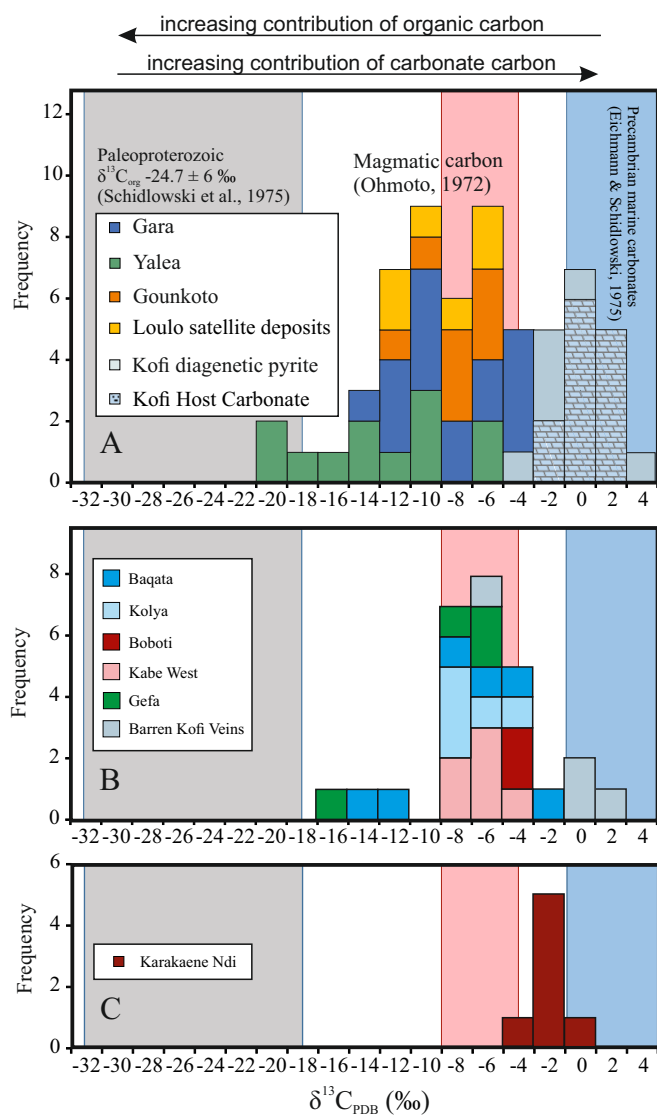 increasing contribution of organic carbon
increasing contribution of carbonate carbon
12
10
8
6
4
2
0
Frequency
Paleoproterozoic
δ¹³C_org -24.7 ± 6 ‰
(Schidlowski et al., 1975)
Magmatic carbon
(Ohmoto, 1972)
Precambrian marine carbonates
(Eichmann & Schidlowski, 1975)
Gara
Yalea
Gounkoto
Loulo satellite deposits
Kofi diagenetic pyrite
Kofi Host Carbonate
A
-32 -30 -28 -26 -24 -22 -20 -18 -16 -14 -12 -10 -8 -6 -4 -2 0 2 4
8
6
4
2
0
Frequency
Baqata
Kolya
Boboti
Kabe West
Gefa
Barren Kofi Veins
B
-32 -30 -28 -26 -24 -22 -20 -18 -16 -14 -12 -10 -8 -6 -4 -2 0 2 4
6
4
2
0
Frequency
Karakaene Ndi
C
-32 -30 -28 -26 -24 -22 -20 -18 -16 -14 -12 -10 -8 -6 -4 -2 0 2 4
δ¹³C_PDB (‰)